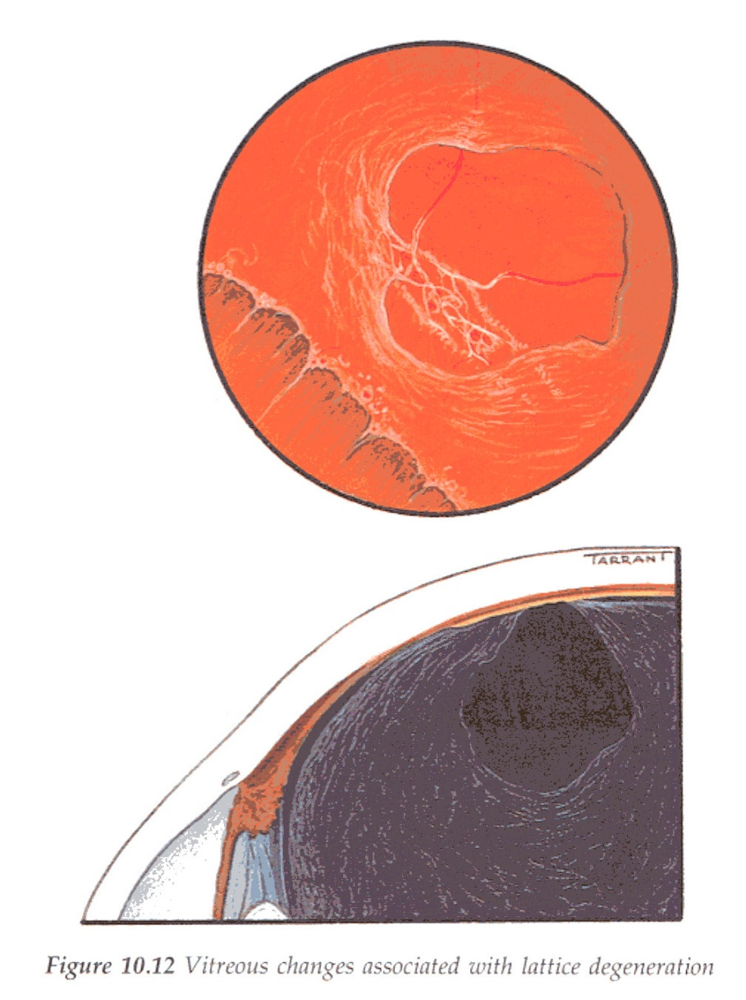 TARRANT
Figure 10.12 Vitreous changes associated with lattice degeneration